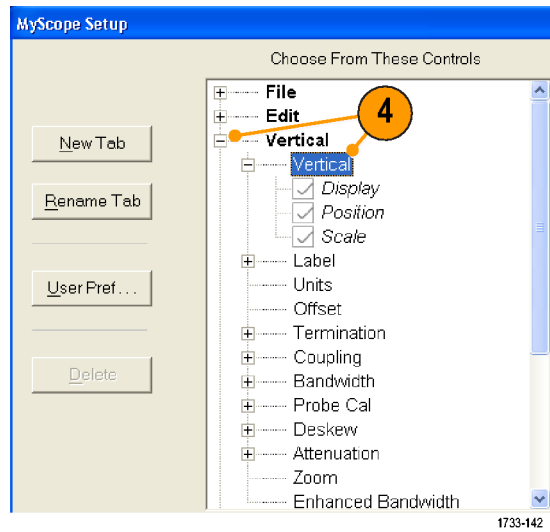 MyScope Setup
Choose From These Controls
File
Edit
4
Vertical
New Tab
Vertical
Display
Rename Tab
Position
Scale
Label
User Pref...
Units
Offset
Termination
Coupling
Delete
Bandwidth
Probe Cal
Deskew
Attenuation
Zoom
Enhanced Bandwidth
1733-142